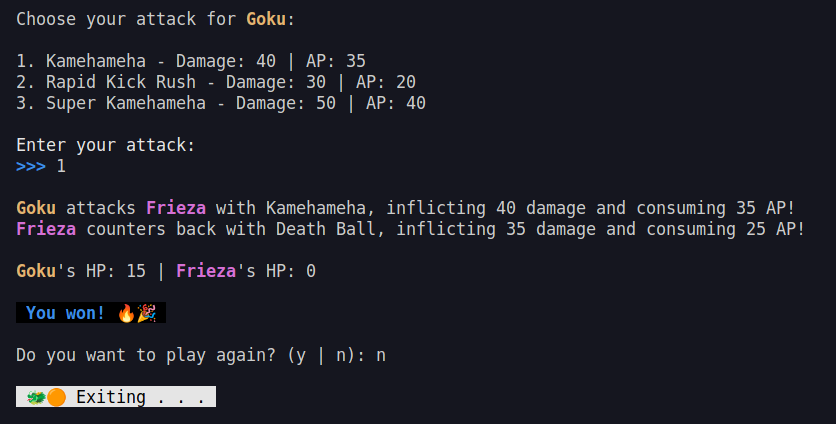 Choose your attack for Goku:
1. Kamehameha - Damage: 40 | AP: 35
2. Rapid Kick Rush - Damage: 30 | AP: 20
3. Super Kamehameha - Damage: 50 | AP: 40
Enter your attack:
>>> 1
Goku attacks Frieza with Kamehameha, inflicting 40 damage and consuming 35 AP!
Frieza counters back with Death Ball, inflicting 35 damage and consuming 25 AP!
Goku's HP: 15 | Frieza's HP: 0
You won! 🔥🎉
Do you want to play again? (y | n): n
🐲🟠 Exiting . . .